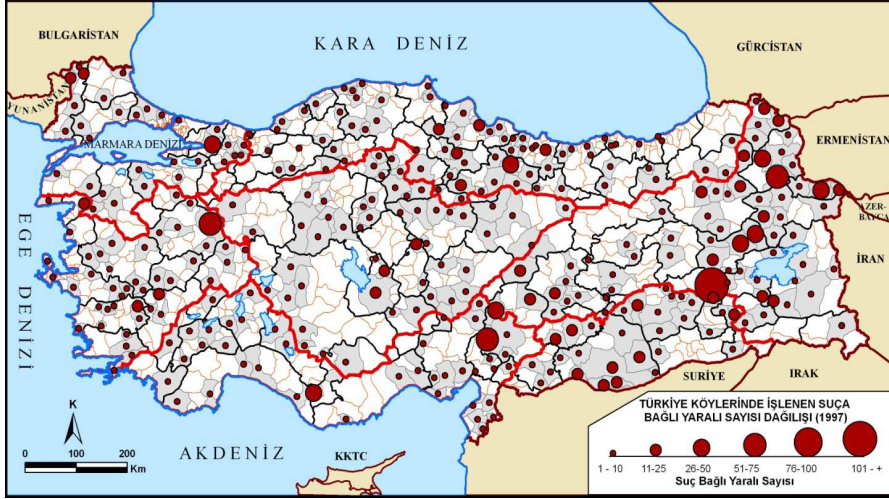 BULGARİSTAN
KARA DENİZ
GÜRCİSTAN
YUNANİSTAN
MARMARA DENİZİ
ERMENİSTAN
AZER-
BAYCAN
EGE DENİZİ
İRAN
SURİYE
IRAK
AKDENİZ
KKTC
K
0 100 200
Km
TÜRKİYE KÖYLERİNDE İŞLENEN SUÇA
BAĞLI YARALI SAYISI DAĞILIŞI (1997)
1 - 10 11-25 26-50 51-75 76-100 101 - +
Suç Bağlı Yaralı Sayısı